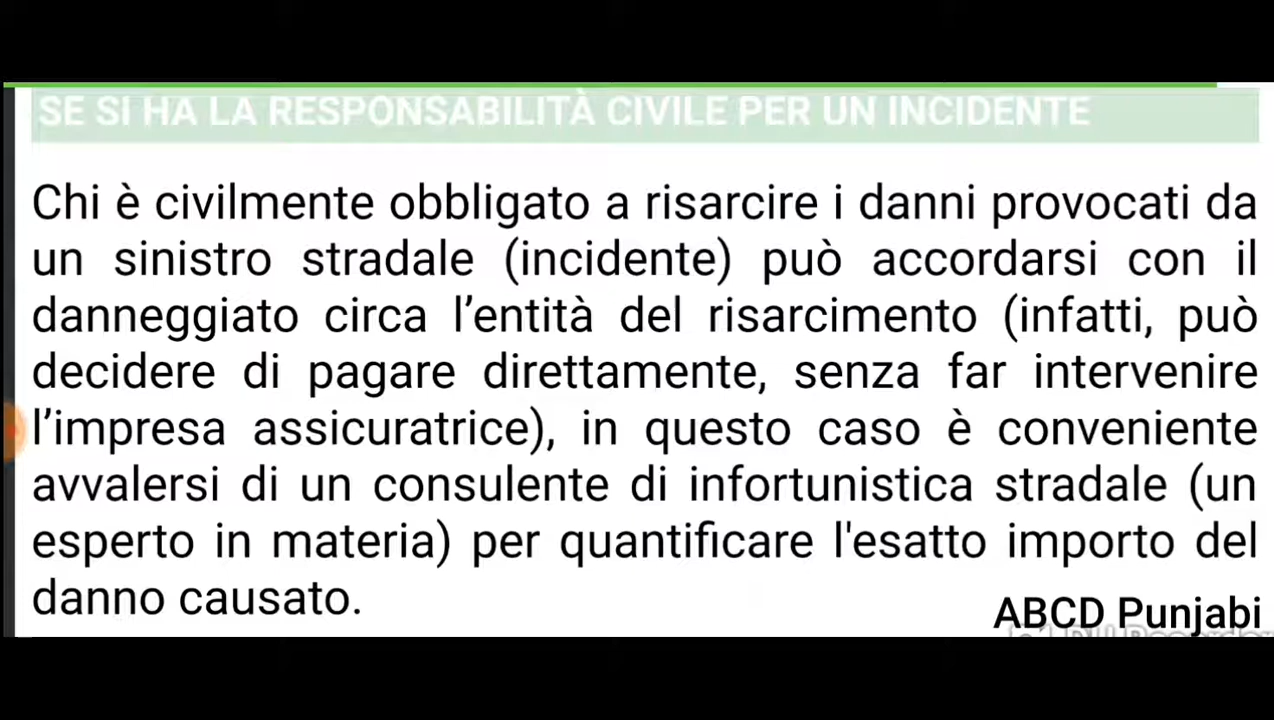 SE SI HA LA RESPONSABILITÀ CIVILE PER UN INCIDENTE
Chi è civilmente obbligato a risarcire i danni provocati da
un sinistro stradale (incidente) può accordarsi con il
danneggiato circa l’entità del risarcimento (infatti, può
decidere di pagare direttamente, senza far intervenire
l’impresa assicuratrice), in questo caso è conveniente
avvalersi di un consulente di infortunistica stradale (un
esperto in materia) per quantificare l'esatto importo del
danno causato.
ABCD Punjabi